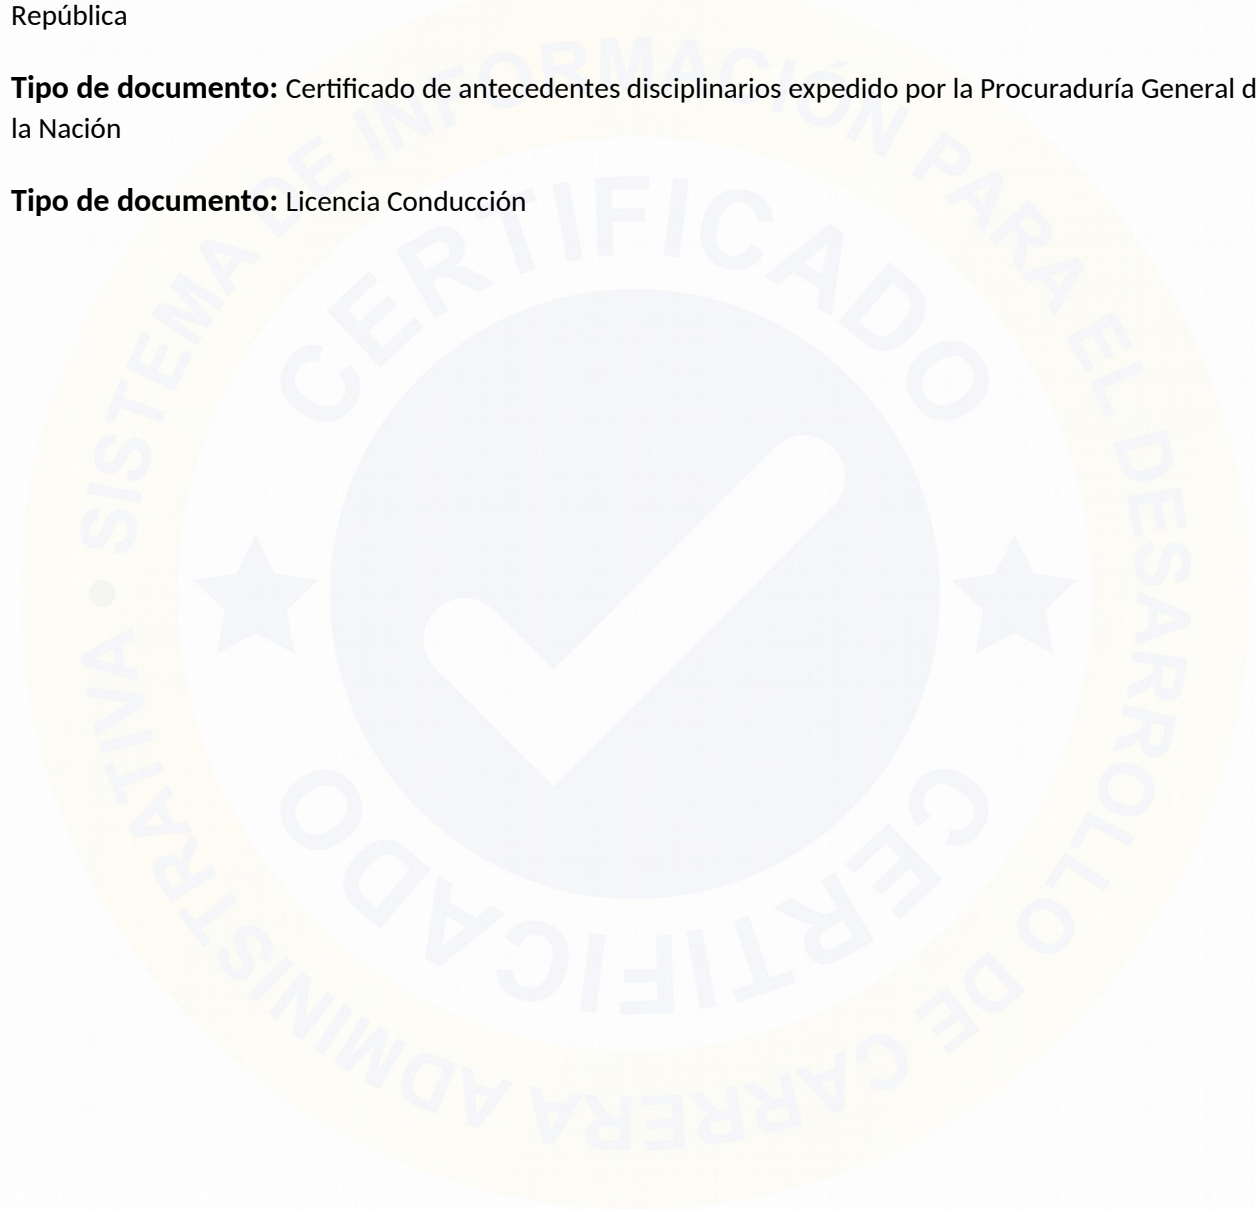 República
Tipo de documento: Certificado de antecedentes disciplinarios expedido por la Procuraduría General d
la Nación
Tipo de documento: Licencia Conducción
SISTEMA DE INFORMACIÓN PARA EL DESARROLLO DE CARRERA ADMINISTRATIVA •
CERTIFICADO
CERTIFICADO